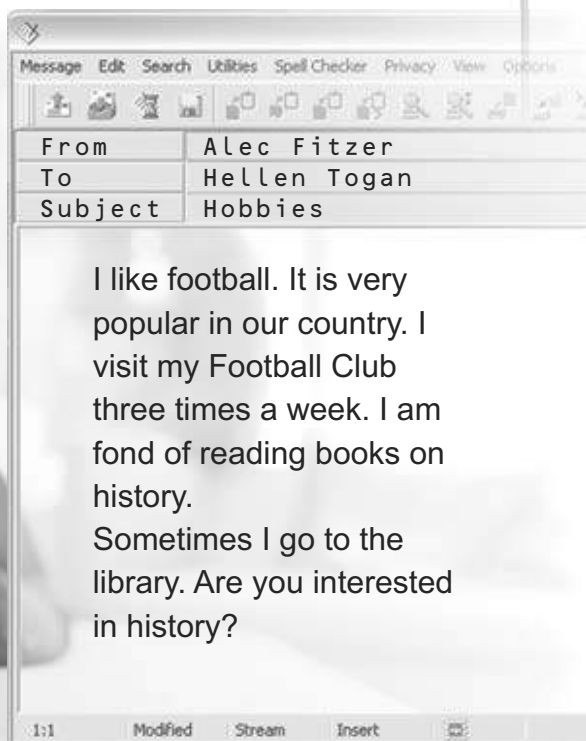 Message Edit Search Utilities Spell Checker Privacy View Options
From Alec Fitzer
To Hellen Togan
Subject Hobbies
I like football. It is very
popular in our country. I
visit my Football Club
three times a week. I am
fond of reading books on
history.
Sometimes I go to the
library. Are you interested
in history?
1:1 Modified Stream Insert